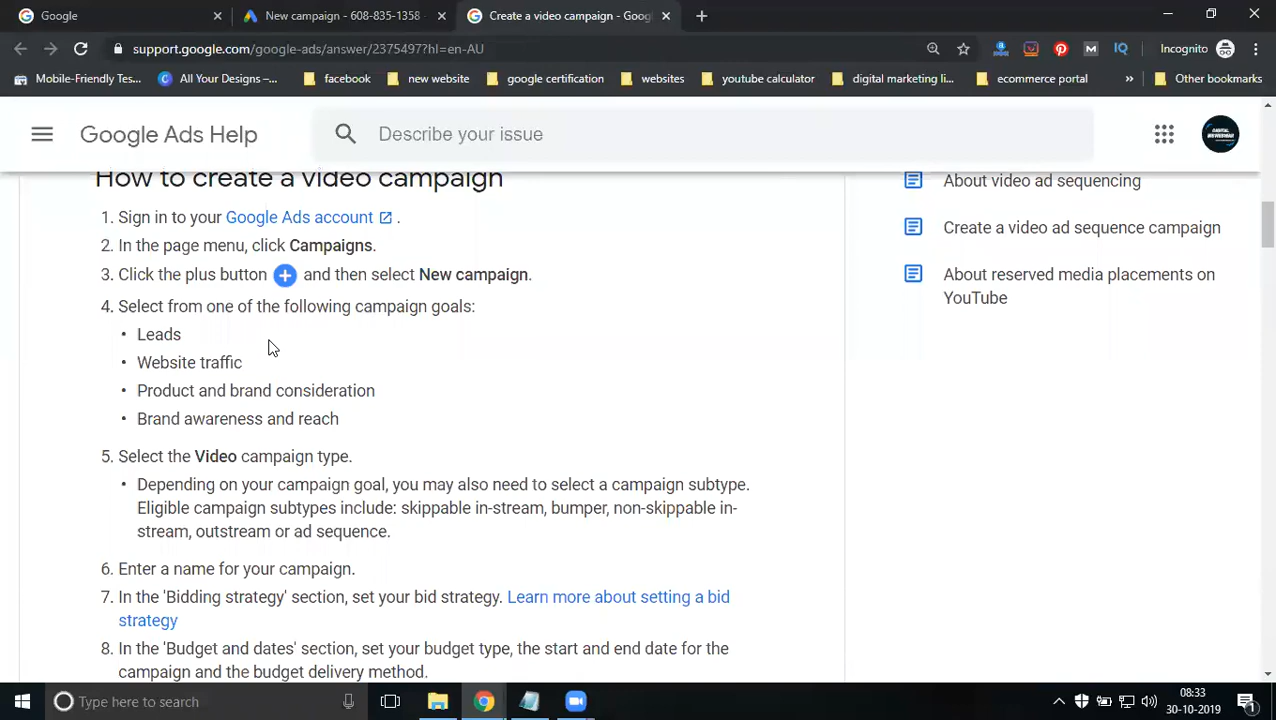 Google
New campaign - 608-835-1358
Create a video campaign - Goog
support.google.com/google-ads/answer/2375497?hl=en-AU
Incognito
Mobile-Friendly Tes...
All Your Designs –...
facebook
new website
google certification
websites
youtube calculator
digital marketing li...
ecommerce portal
»
Other bookmarks
Google Ads Help
Describe your issue
How to create a video campaign
1. Sign in to your Google Ads account .
2. In the page menu, click Campaigns.
3. Click the plus button and then select New campaign.
4. Select from one of the following campaign goals:
• Leads
• Website traffic
• Product and brand consideration
• Brand awareness and reach
5. Select the Video campaign type.
• Depending on your campaign goal, you may also need to select a campaign subtype.
Eligible campaign subtypes include: skippable in-stream, bumper, non-skippable in-
stream, outstream or ad sequence.
6. Enter a name for your campaign.
7. In the 'Bidding strategy' section, set your bid strategy. Learn more about setting a bid
strategy
8. In the 'Budget and dates' section, set your budget type, the start and end date for the
campaign and the budget delivery method.
About video ad sequencing
Create a video ad sequence campaign
About reserved media placements on
YouTube
Type here to search
08:33
30-10-2019